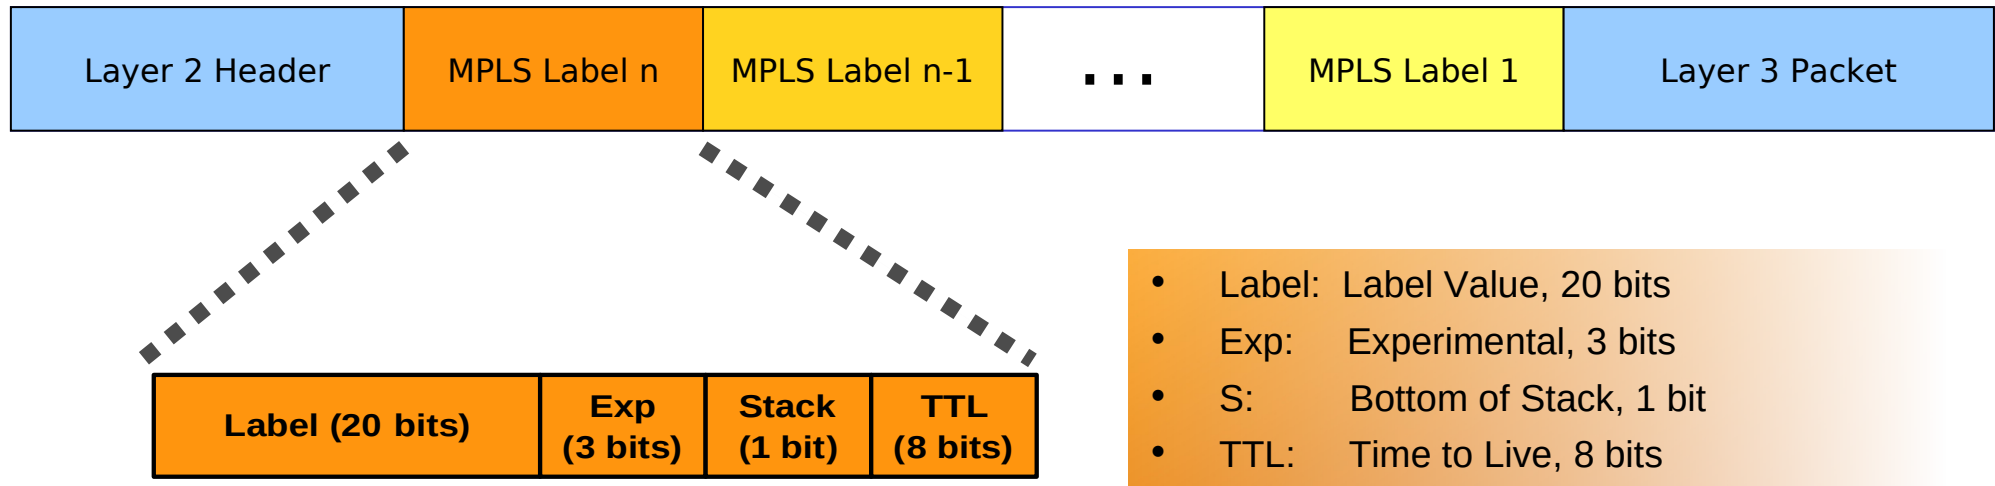 Layer 2 Header
MPLS Label n
MPLS Label n-1
...
MPLS Label 1
Layer 3 Packet
Label (20 bits)
Exp
(3 bits)
Stack
(1 bit)
TTL
(8 bits)
• Label: Label Value, 20 bits
• Exp: Experimental, 3 bits
• S: Bottom of Stack, 1 bit
• TTL: Time to Live, 8 bits